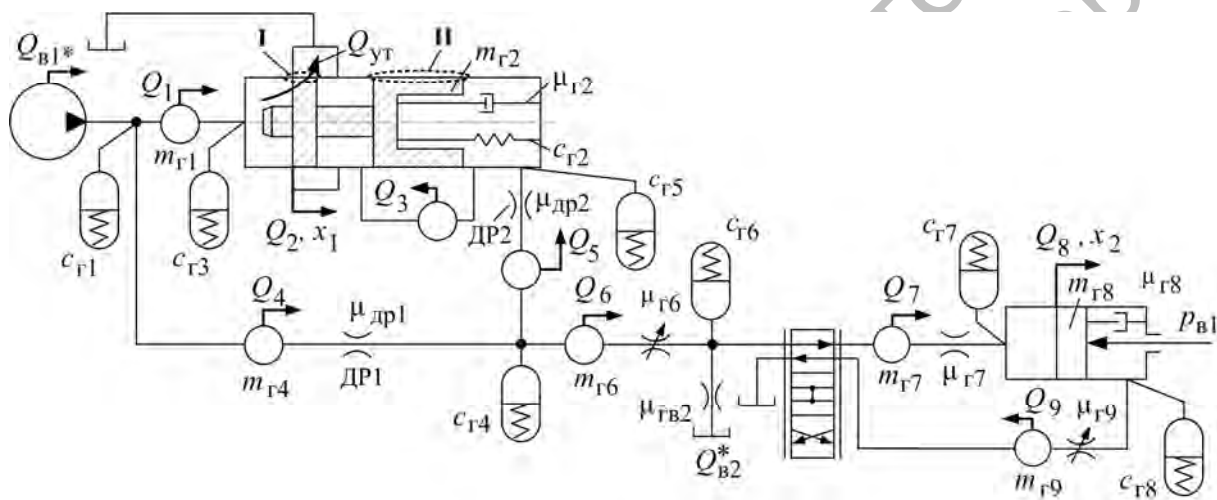 I
II
Q_ут
m_г2
Q_в1*
Q_1
μ_г2
m_г1
c_г2
c_г1
c_г3
Q_2, x_1
Q_3
ДР2
μ_др2
c_г5
Q_5
Q_4
μ_др1
m_г4
ДР1
c_г4
Q_6
m_г6
μ_г6
c_г6
μ_гв2
Q*_в2
Q_7
m_г7
μ_г7
c_г7
Q_8, x_2
m_г8
μ_г8
p_в1
Q_9
m_г9
μ_г9
c_г8